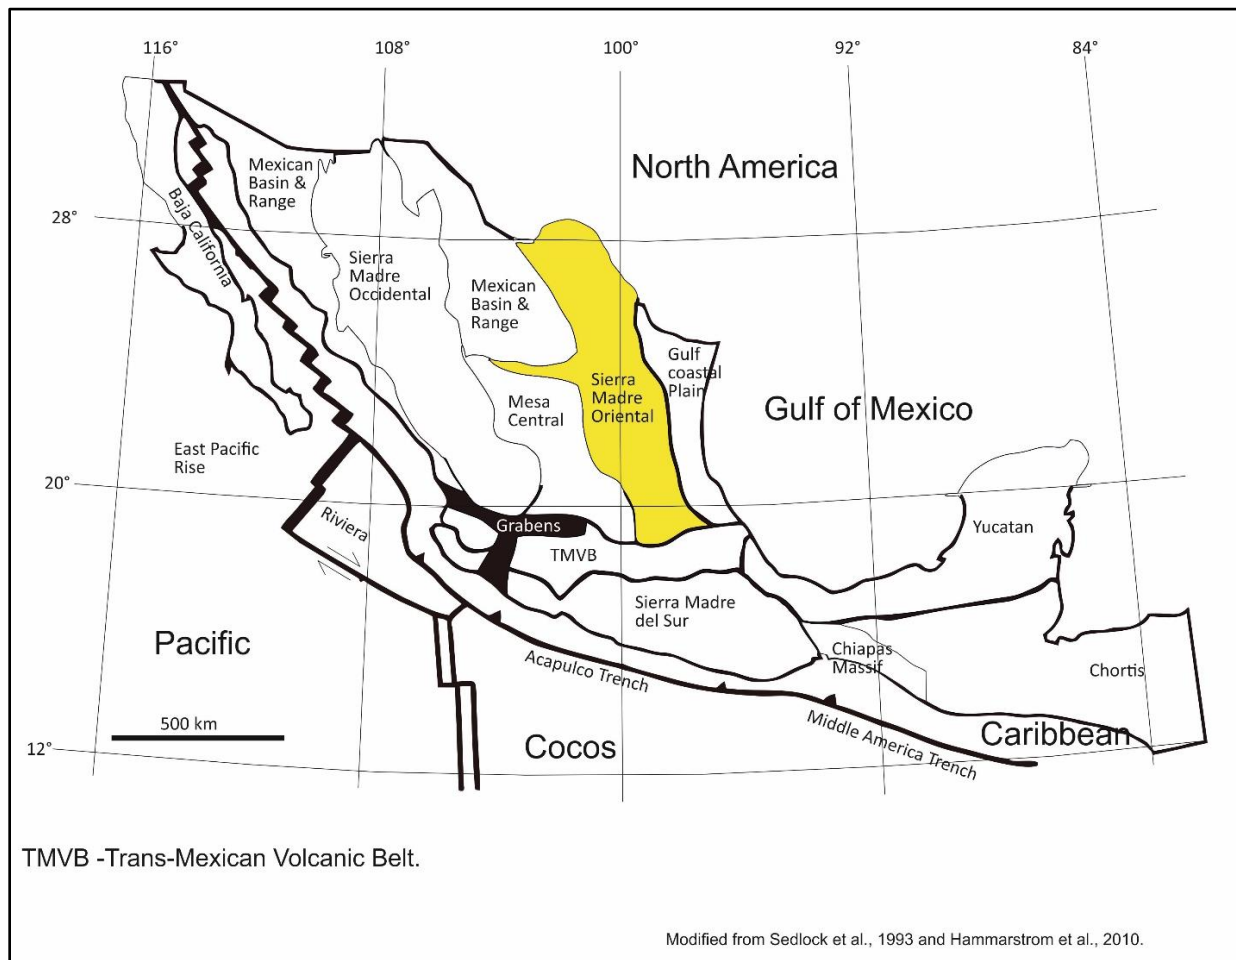 116°
108°
100°
92°
84°
North America
Mexican
Basin &
Range
28°
Baja California
Sierra
Madre
Occidental
Mexican
Basin &
Range
Gulf
coastal
Plain
Sierra
Madre
Oriental
Mesa
Central
Gulf of Mexico
East Pacific
Rise
20°
Riviera
Grabens
TMVB
Yucatan
Sierra Madre
del Sur
Pacific
Acapulco Trench
Chiapas
Massif
Chortis
500 km
Cocos
Middle America Trench
Caribbean
12°
TMVB -Trans-Mexican Volcanic Belt.
Modified from Sedlock et al., 1993 and Hammarstrom et al., 2010.